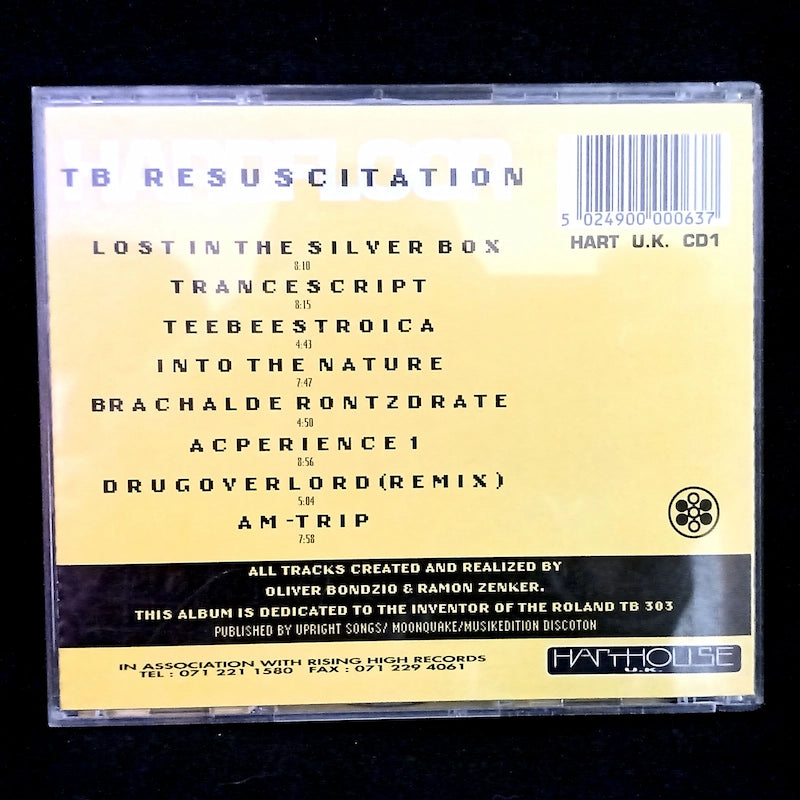 HARDFLOOR
TB RESUSCITATION
5 024900 000637
HART U.K. CD1
LOST IN THE SILVER BOX
8:10
TRANCESCRIPT
8:15
TEEBEESTROICA
4:43
INTO THE NATURE
7:47
BRACHALDE RONTZDRATE
4:50
ACPERIENCE 1
8:56
DRUGOVERLORD(REMIX)
5:04
AM-TRIP
7:58
ALL TRACKS CREATED AND REALIZED BY
OLIVER BONDZIO & RAMON ZENKER.
THIS ALBUM IS DEDICATED TO THE INVENTOR OF THE ROLAND TB 303
PUBLISHED BY UPRIGHT SONGS/ MOONQUAKE/MUSIKEDITION DISCOTON
IN ASSOCIATION WITH RISING HIGH RECORDS
TEL : 071 221 1580 FAX : 071 229 4061
HARTHOUSE
U.K.